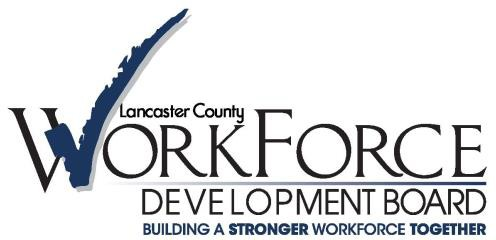 Lancaster County
WORKFORCE
DEVELOPMENT BOARD
BUILDING A STRONGER WORKFORCE TOGETHER